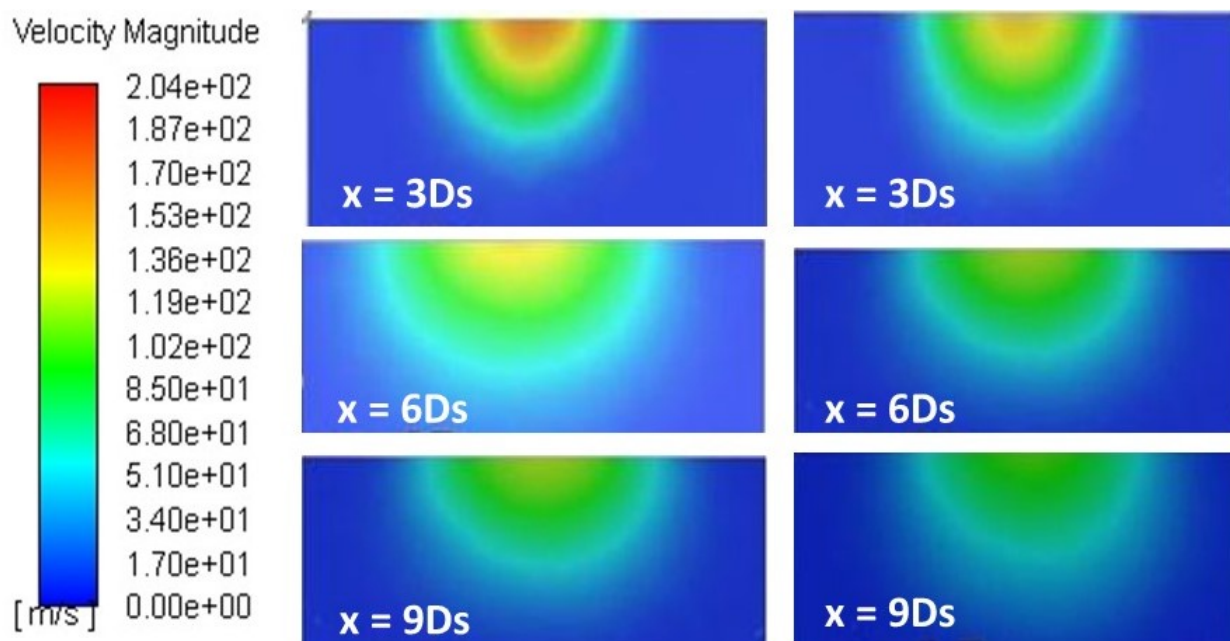 Velocity Magnitude
2.04e+02
1.87e+02
1.70e+02
1.53e+02
1.36e+02
1.19e+02
1.02e+02
8.50e+01
6.80e+01
5.10e+01
3.40e+01
1.70e+01
0.00e+00
[ m/s ]
x = 3Ds
x = 3Ds
x = 6Ds
x = 6Ds
x = 9Ds
x = 9Ds